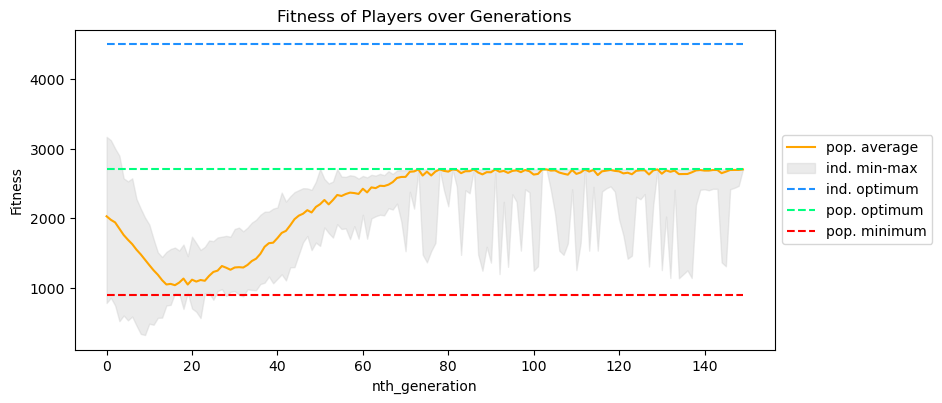 Fitness of Players over Generations
Fitness
4000
3000
2000
1000
0
20
40
60
80
100
120
140
nth_generation
pop. average
ind. min-max
ind. optimum
pop. optimum
pop. minimum